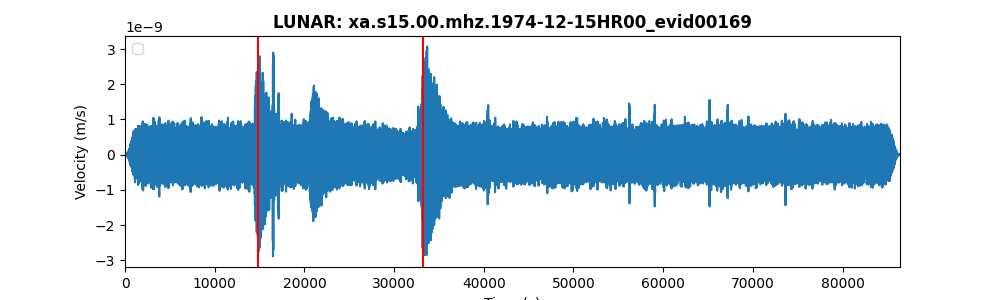 LUNAR: xa.s15.00.mhz.1974-12-15HR00_evid00169
1e−9
3
2
1
0
−1
−2
−3
Velocity (m/s)
0 10000 20000 30000 40000 50000 60000 70000 80000